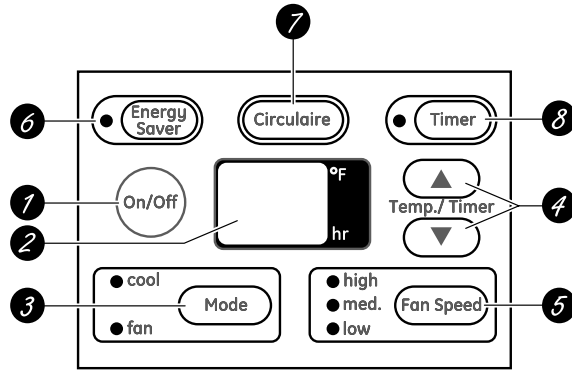 7
6
Energy
Saver
Circulaire
Timer
8
1
On/Off
°F
hr
2
Temp./ Timer
4
3
cool
fan
Mode
high
med.
low
Fan Speed
5